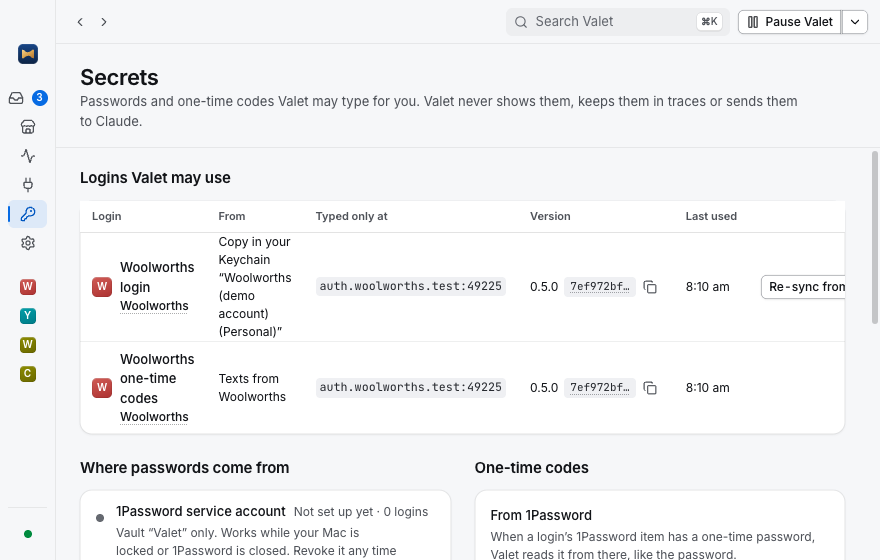 Search Valet
⌘K
Pause Valet
3
Secrets
Passwords and one-time codes Valet may type for you. Valet never shows them, keeps them in traces or sends them
to Claude.
Logins Valet may use
Login From Typed only at Version Last used
W
Woolworths
login
Woolworths
Copy in your
Keychain
“Woolworths
(demo
account)
(Personal)”
auth.woolworths.test:49225
0.5.0 7ef972bf…
8:10 am
Re-sync from
W
Woolworths
one-time
codes
Woolworths
Texts from
Woolworths
auth.woolworths.test:49225
0.5.0 7ef972bf…
8:10 am
W
Y
W
C
Where passwords come from
1Password service account Not set up yet · 0 logins
Vault “Valet” only. Works while your Mac is
locked or 1Password is closed. Revoke it any time
One-time codes
From 1Password
When a login’s 1Password item has a one-time password,
Valet reads it from there, like the password.